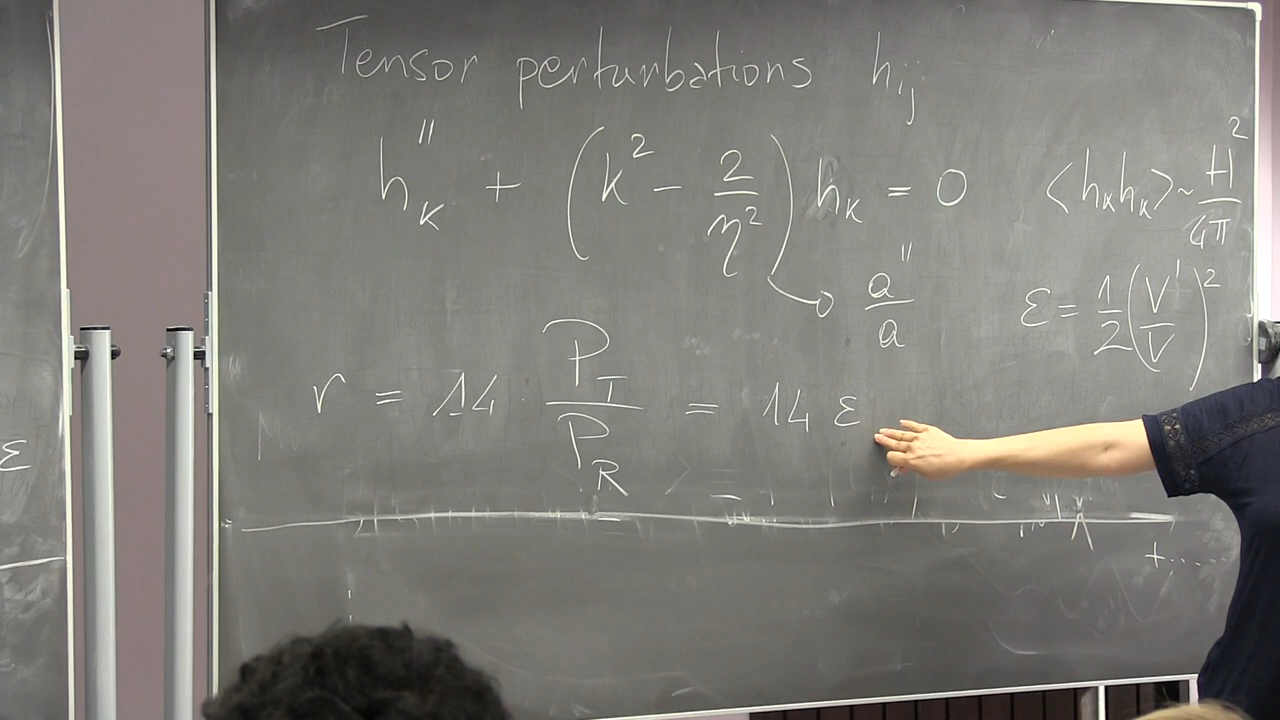 Tensor perturbations h_ij
h_k'' + (k² - 2/η²) h_k = 0
<h_k h_k> ~ H²/4π
a''/a
ε = 1/2 (V'/V)²
r = 14 · P_T/P_R = 14 ε
ε
+.....